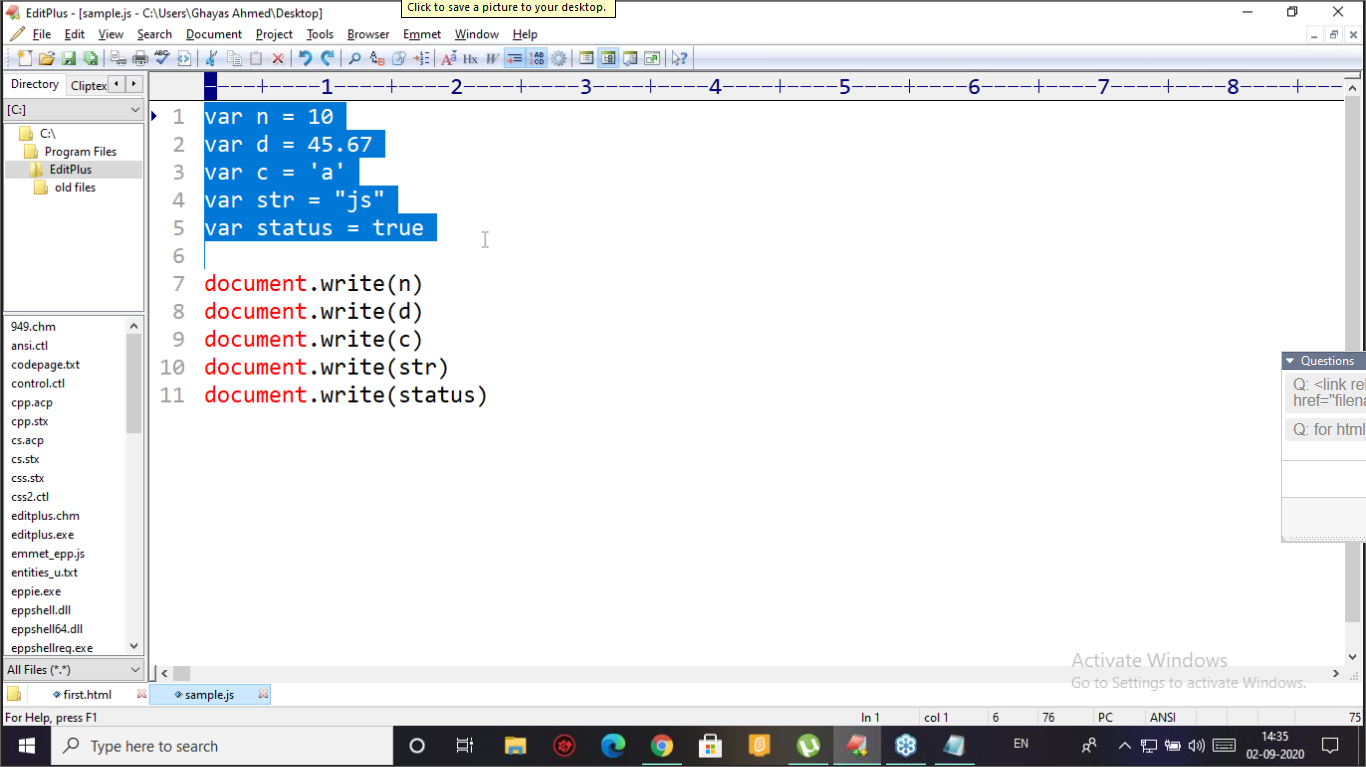 EditPlus - [sample.js - C:\Users\Ghayas Ahmed\Desktop]
Click to save a picture to your desktop.
File Edit View Search Document Project Tools Browser Emmet Window Help
Directory Cliptex
[C:]
C:\
Program Files
EditPlus
old files
949.chm
ansi.ctl
codepage.txt
control.ctl
cpp.acp
cpp.stx
cs.acp
cs.stx
css.stx
css2.ctl
editplus.chm
editplus.exe
emmet_epp.js
entities_u.txt
eppie.exe
eppshell.dll
eppshell64.dll
eppshellreg.exe
All Files (*.*)
----+----1----+----2----+----3----+----4----+----5----+----6----+----7----+----8----+---
1 var n = 10
2 var d = 45.67
3 var c = 'a'
4 var str = "js"
5 var status = true
6
7 document.write(n)
8 document.write(d)
9 document.write(c)
10 document.write(str)
11 document.write(status)
Questions
Q: <link rel
href="filena
Q: for html
Activate Windows
Go to Settings to activate Windows.
first.html sample.js
For Help, press F1 ln 1 col 1 6 76 PC ANSI 75
Type here to search
EN
14:35
02-09-2020